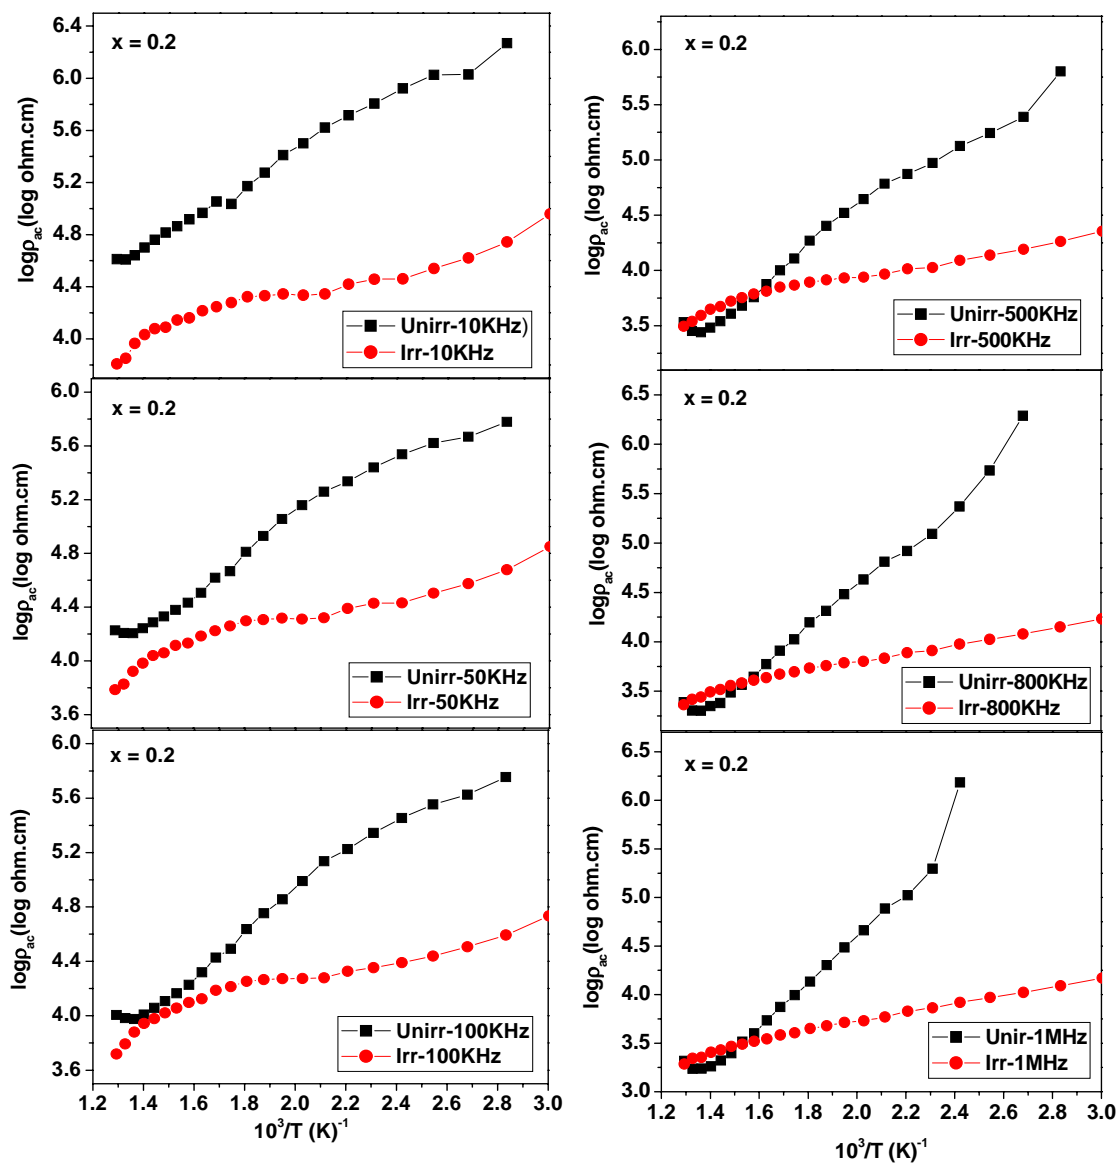 x = 0.2
logρac(log ohm.cm)
6.4
6.0
5.6
5.2
4.8
4.4
4.0
Unirr-10KHz)
Irr-10KHz
x = 0.2
logρac(log ohm.cm)
6.0
5.6
5.2
4.8
4.4
4.0
3.6
Unirr-50KHz
Irr-50KHz
x = 0.2
logρac(log ohm.cm)
6.0
5.6
5.2
4.8
4.4
4.0
3.6
Unirr-100KHz
Irr-100KHz
1.2 1.4 1.6 1.8 2.0 2.2 2.4 2.6 2.8 3.0
10³/T (K)⁻¹
x = 0.2
logρac(log ohm.cm)
6.0
5.5
5.0
4.5
4.0
3.5
Unirr-500KHz
Irr-500KHz
x = 0.2
logρac(log ohm.cm)
6.5
6.0
5.5
5.0
4.5
4.0
3.5
Unirr-800KHz
Irr-800KHz
x = 0.2
logρac(log ohm.cm)
6.5
6.0
5.5
5.0
4.5
4.0
3.5
3.0
Unir-1MHz
Irr-1MHz
1.2 1.4 1.6 1.8 2.0 2.2 2.4 2.6 2.8 3.0
10³/T (K)⁻¹